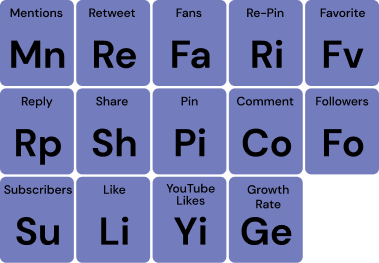 Mentions Retweet Fans Re-Pin Favorite
Mn Re Fa Ri Fv
Reply Share Pin Comment Followers
Rp Sh Pi Co Fo
Subscribers Like YouTube Likes Growth Rate
Su Li Yi Ge